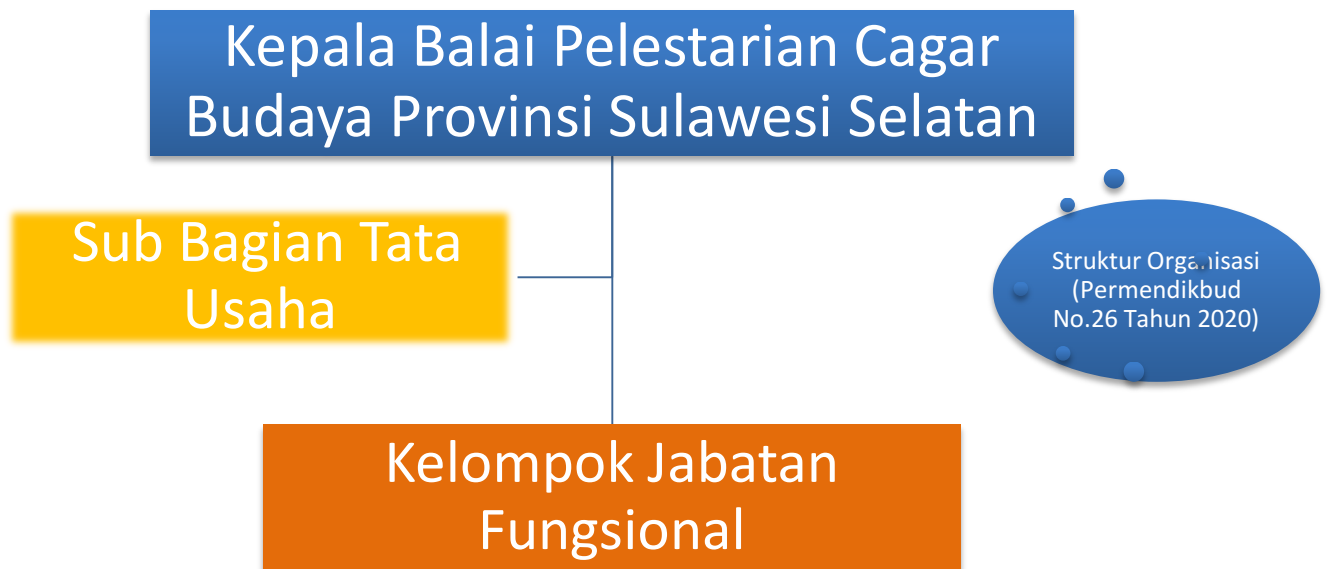 Kepala Balai Pelestarian Cagar
Budaya Provinsi Sulawesi Selatan
Sub Bagian Tata
Usaha
Struktur Organisasi
(Permendikbud
No.26 Tahun 2020)
Kelompok Jabatan
Fungsional